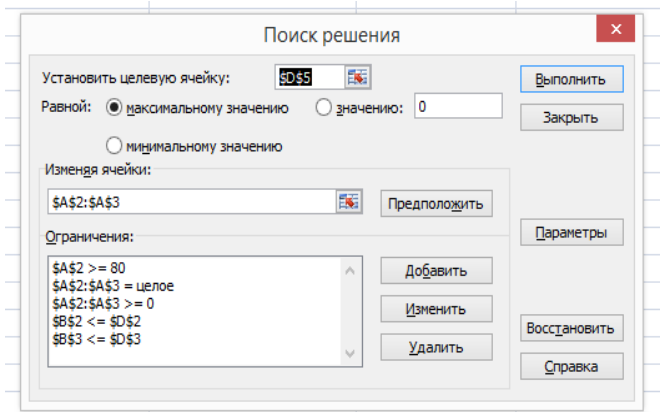 Поиск решения
Установить целевую ячейку: $D$5
Выполнить
Равной: максимальному значению значению: 0
Закрыть
минимальному значению
Изменяя ячейки:
$A$2:$A$3 Предположить
Параметры
Ограничения:
$A$2 >= 80
$A$2:$A$3 = целое
$A$2:$A$3 >= 0
$B$2 <= $D$2
$B$3 <= $D$3
Добавить
Изменить
Удалить
Восстановить
Справка